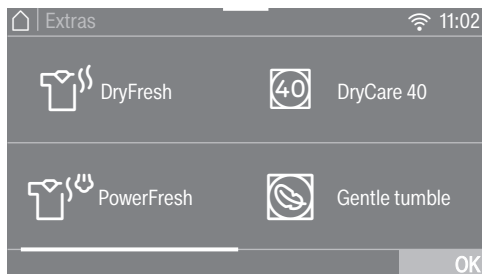 Extras
11:02
DryFresh
40
DryCare 40
PowerFresh
Gentle tumble
OK